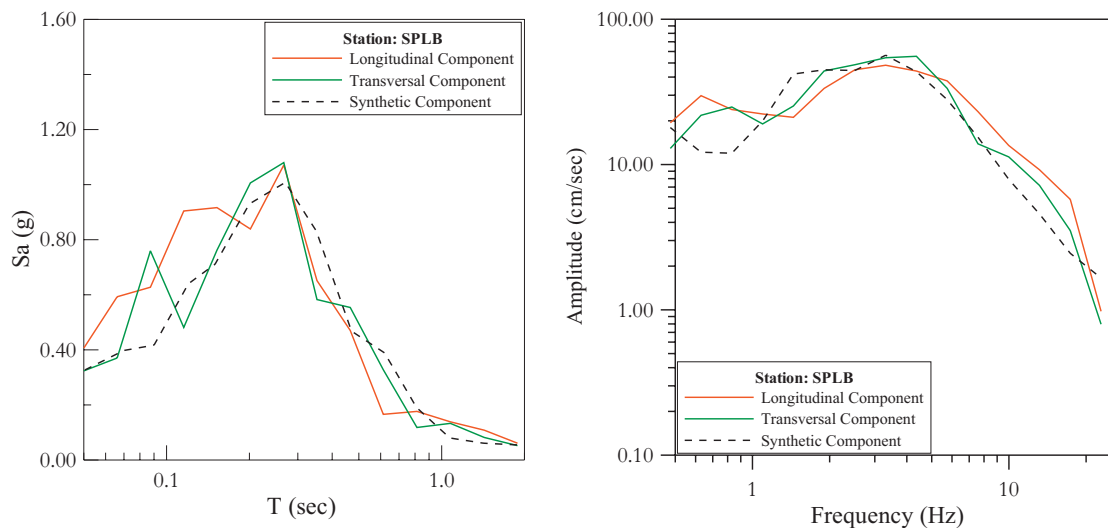 1.60
1.20
0.80
0.40
0.00
Sa (g)
Station: SPLB
Longitudinal Component
Transversal Component
Synthetic Component
0.1
1.0
T (sec)
100.00
10.00
1.00
0.10
Amplitude (cm/sec)
Station: SPLB
Longitudinal Component
Transversal Component
Synthetic Component
1
10
Frequency (Hz)